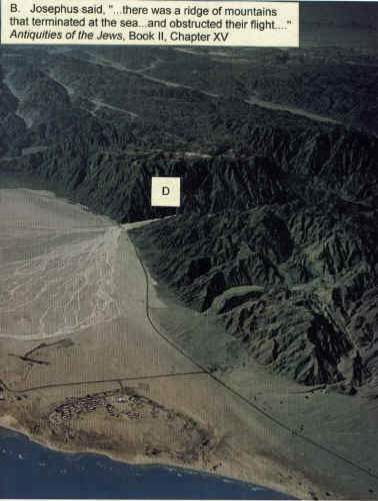 B. Josephus said, "...there was a ridge of mountains
that terminated at the sea...and obstructed their flight...."
Antiquities of the Jews, Book II, Chapter XV
D